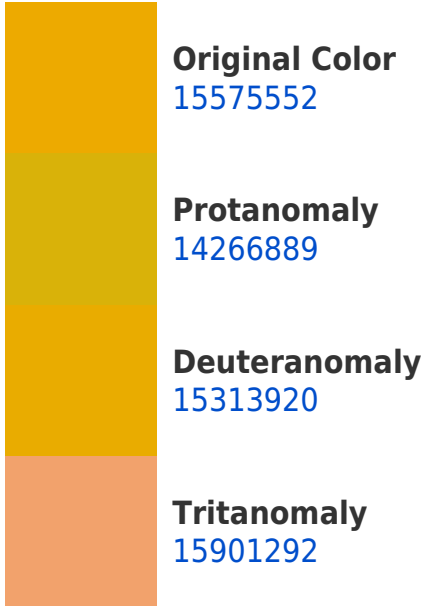 Original Color
15575552
Protanomaly
14266889
Deuteranomaly
15313920
Tritanomaly
15901292